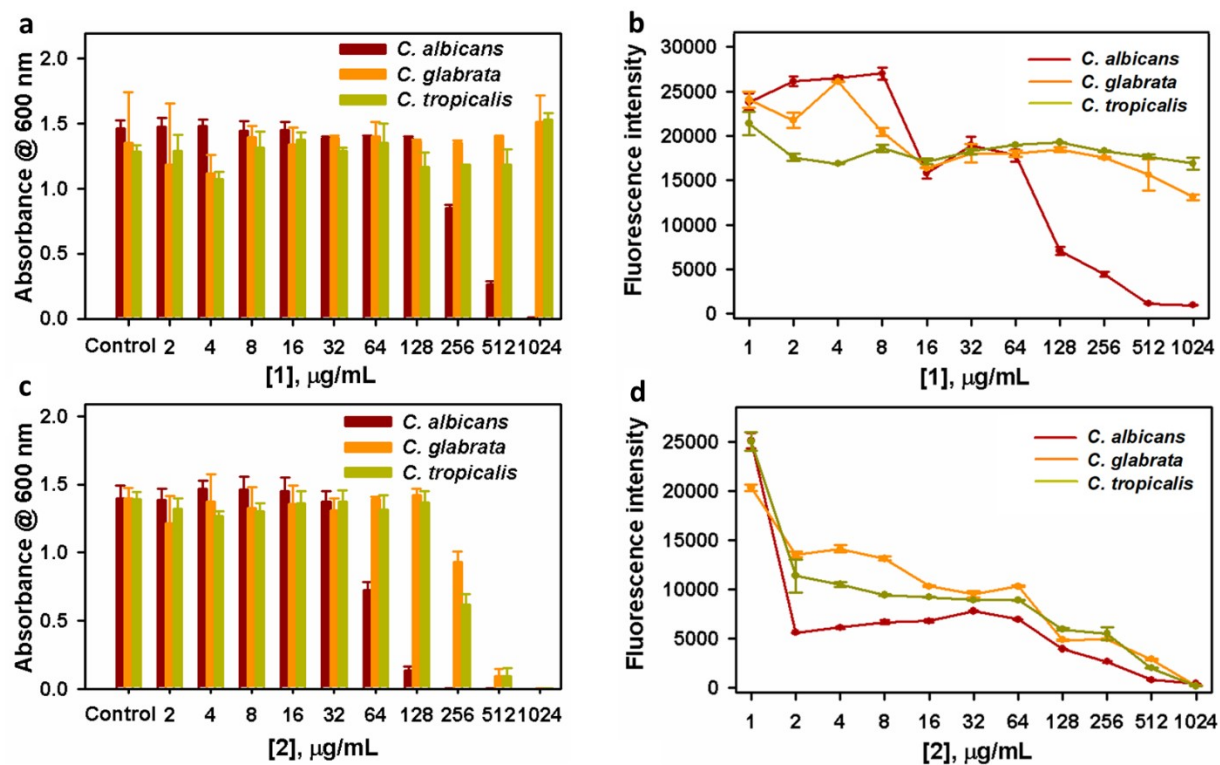 a
Absorbance @ 600 nm
2.0
1.5
1.0
0.5
0.0
C. albicans
C. glabrata
C. tropicalis
Control 2 4 8 16 32 64 128 256 512 1024
[1], μg/mL
b
Fluorescence intensity
30000
25000
20000
15000
10000
5000
0
C. albicans
C. glabrata
C. tropicalis
1 2 4 8 16 32 64 128 256 512 1024
[1], μg/mL
c
Absorbance @ 600 nm
2.0
1.5
1.0
0.5
0.0
C. albicans
C. glabrata
C. tropicalis
Control 2 4 8 16 32 64 128 256 512 1024
[2], μg/mL
d
Fluorescence intensity
25000
20000
15000
10000
5000
0
C. albicans
C. glabrata
C. tropicalis
1 2 4 8 16 32 64 128 256 512 1024
[2], μg/mL